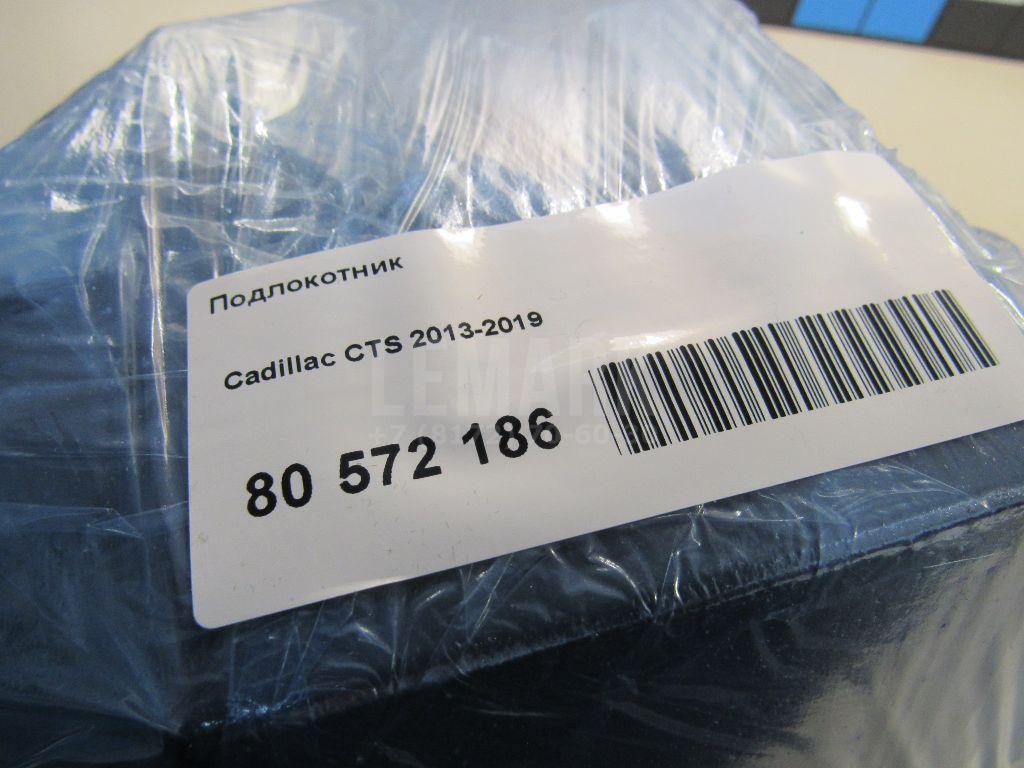 Подлокотник
Cadillac CTS 2013-2019
80 572 186